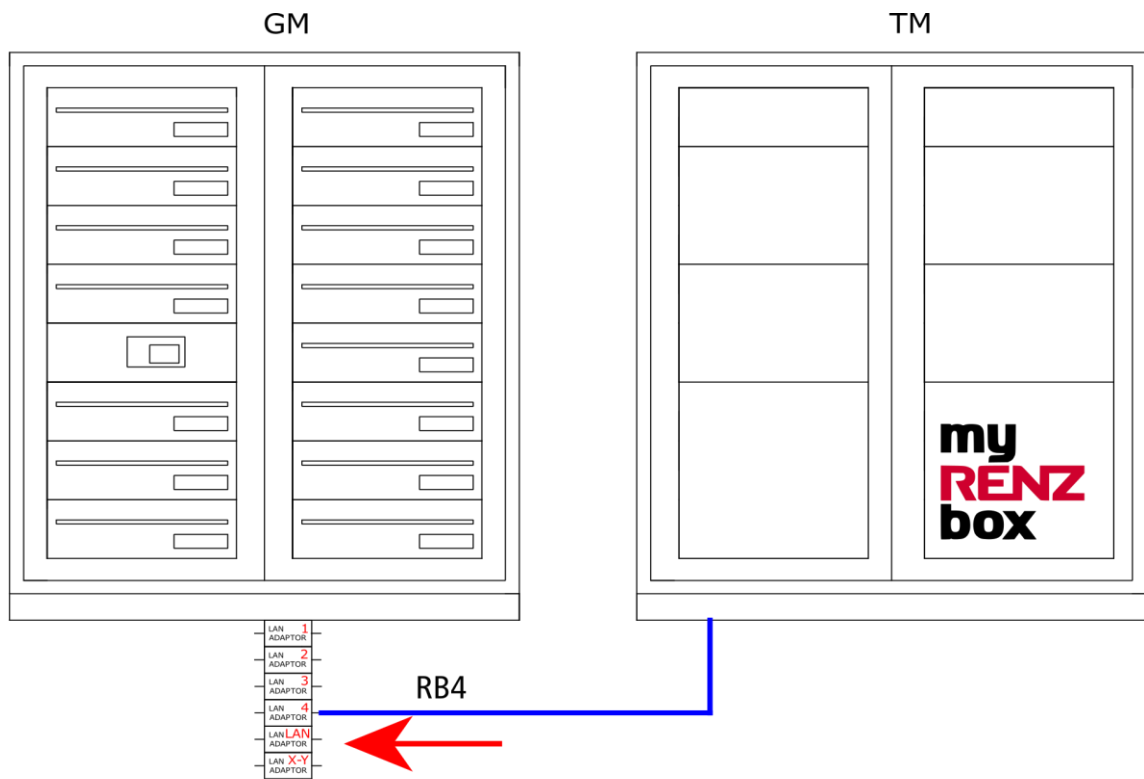 GM
TM
my
RENZ
box
LAN 1
ADAPTOR
LAN 2
ADAPTOR
LAN 3
ADAPTOR
RB4
LAN 4
ADAPTOR
LAN LAN
ADAPTOR
LAN X-Y
ADAPTOR